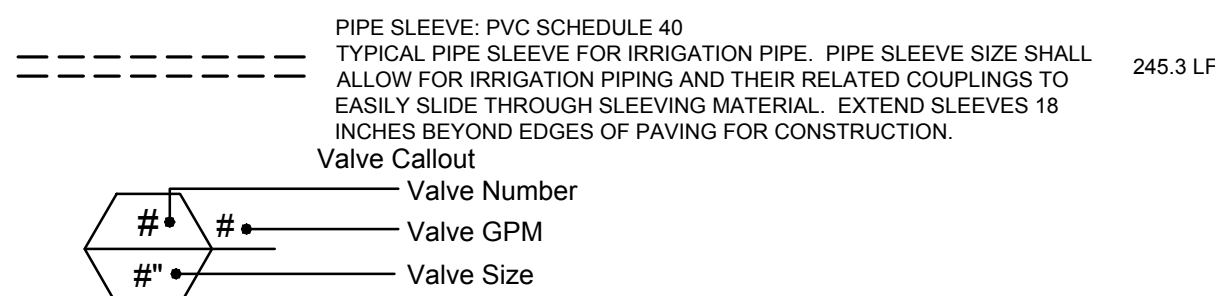 PIPE SLEEVE: PVC SCHEDULE 40
TYPICAL PIPE SLEEVE FOR IRRIGATION PIPE. PIPE SLEEVE SIZE SHALL
ALLOW FOR IRRIGATION PIPING AND THEIR RELATED COUPLINGS TO
EASILY SLIDE THROUGH SLEEVING MATERIAL. EXTEND SLEEVES 18
INCHES BEYOND EDGES OF PAVING FOR CONSTRUCTION.
245.3 LF
Valve Callout
# Valve Number
# Valve GPM
#" Valve Size